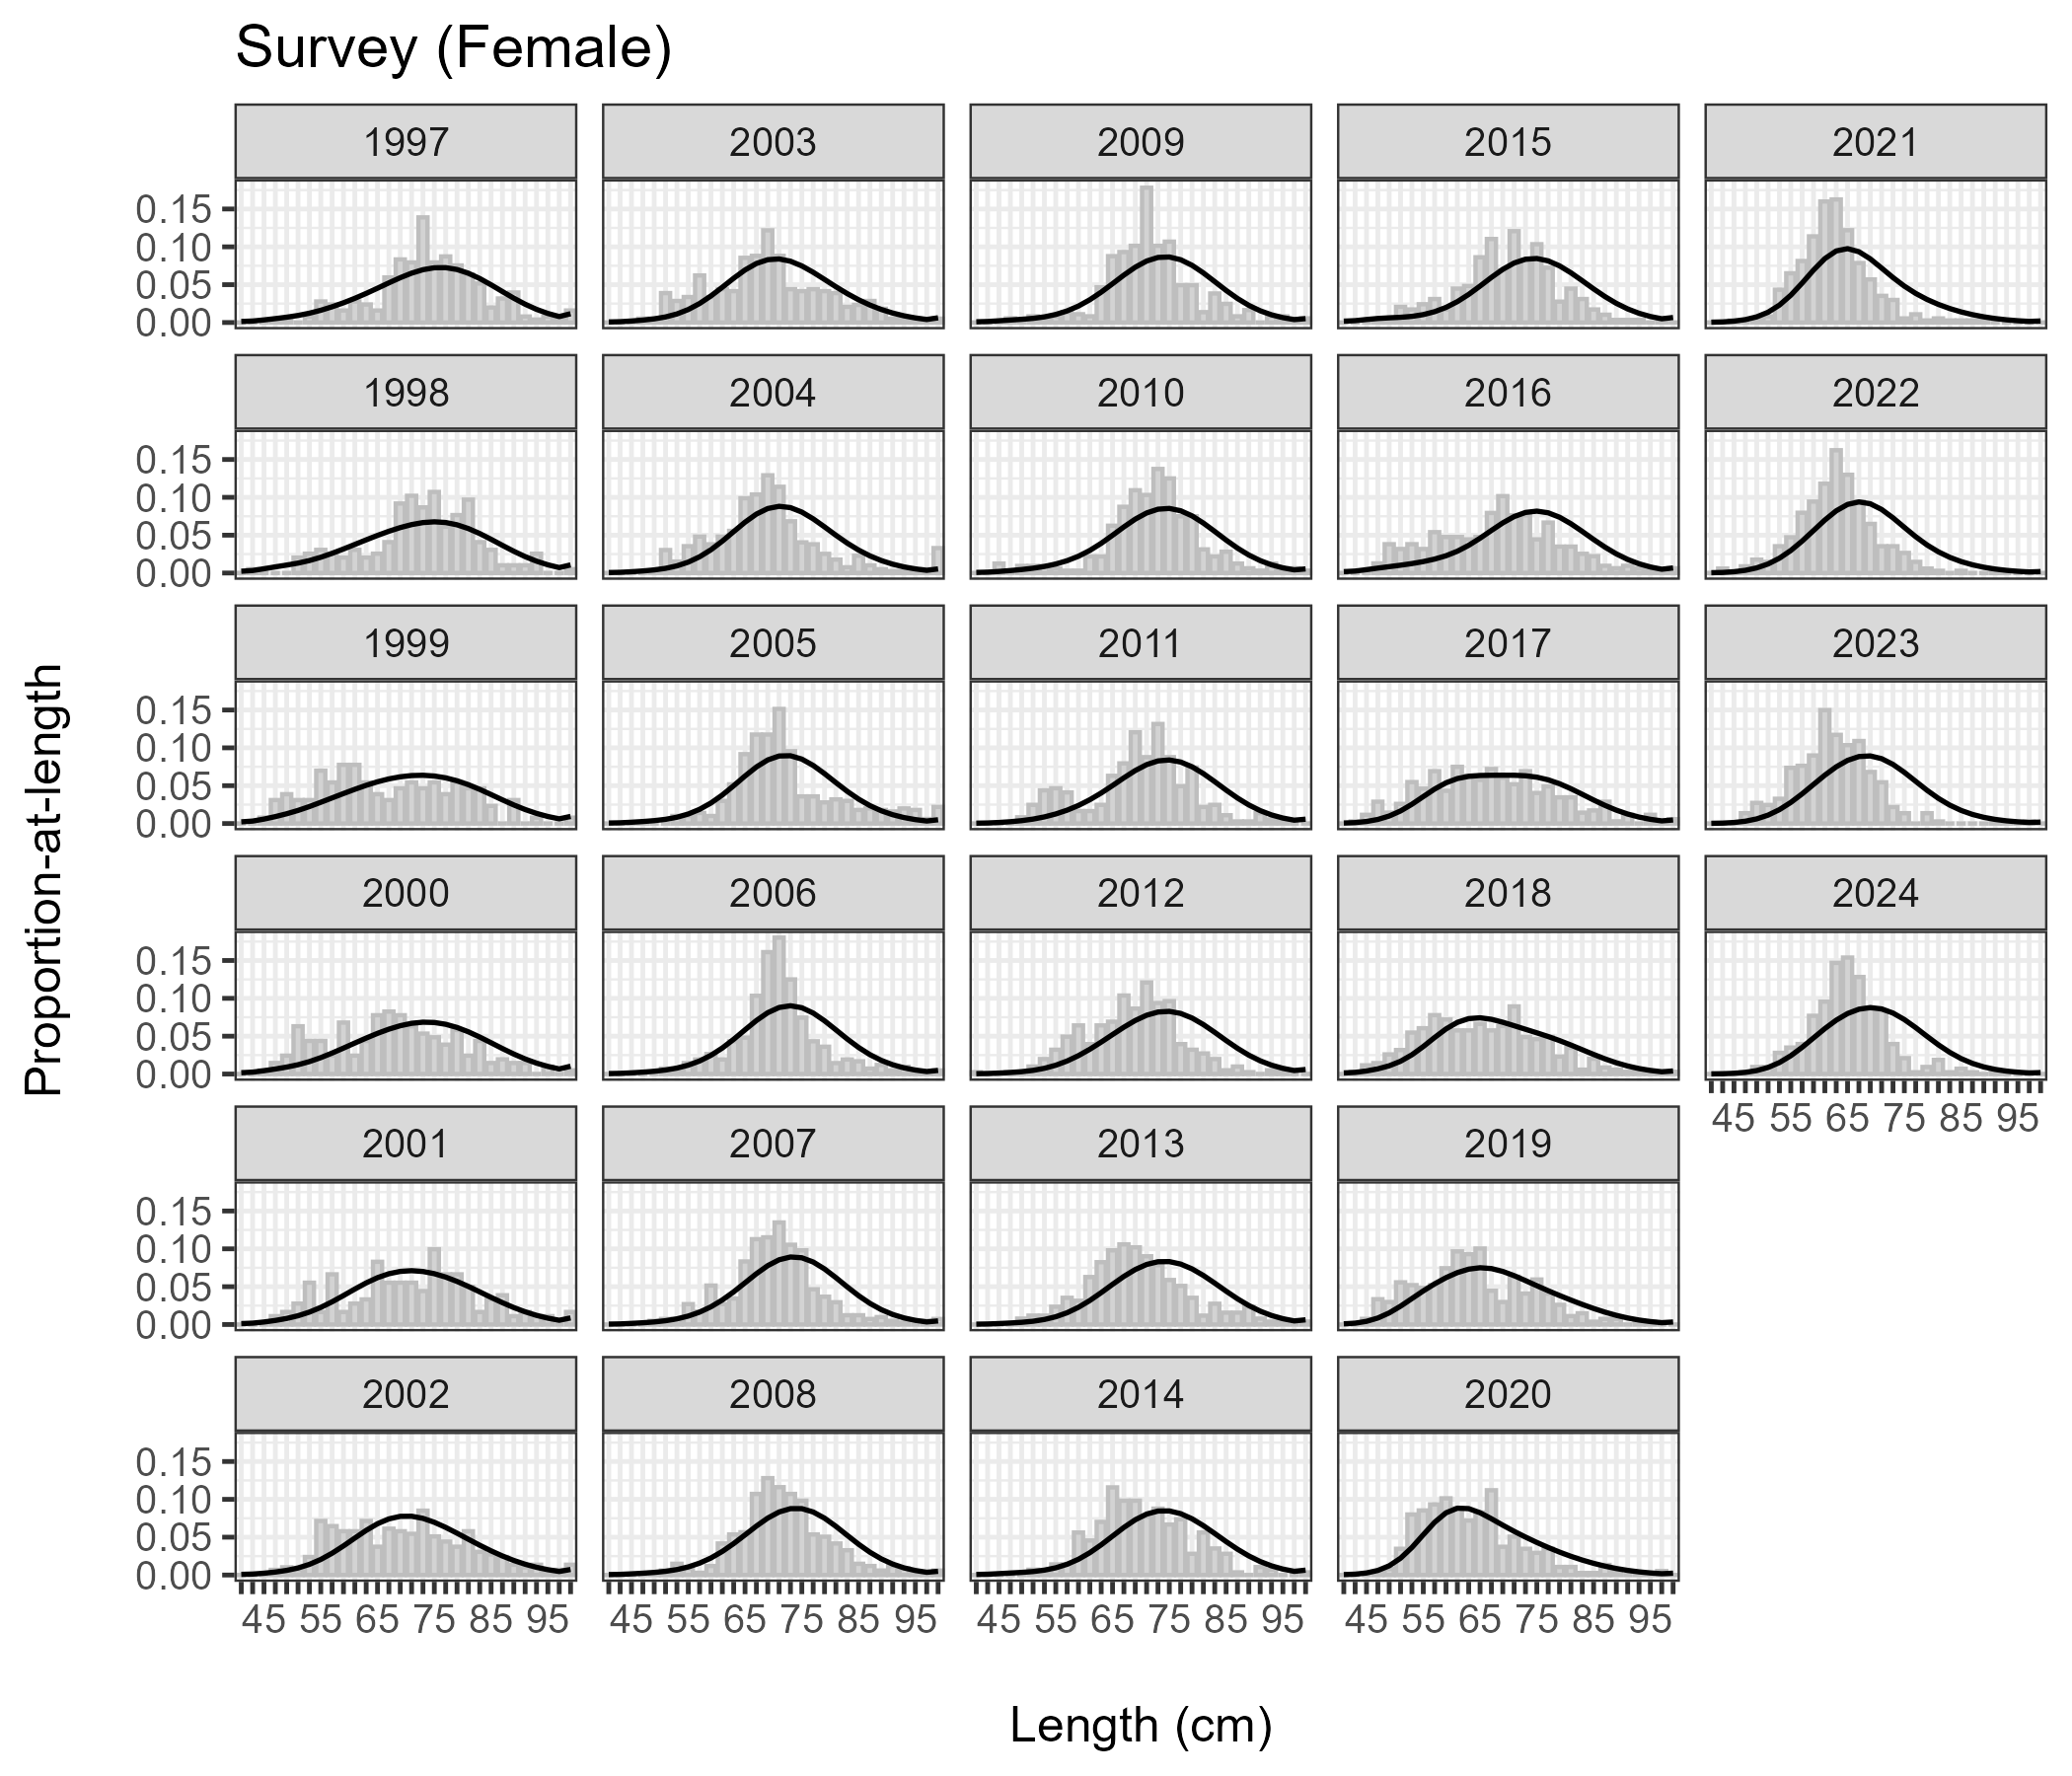 Survey (Female)
1997 2003 2009 2015 2021
0.15
0.10
0.05
0.00
1998 2004 2010 2016 2022
0.15
0.10
0.05
0.00
1999 2005 2011 2017 2023
0.15
0.10
0.05
0.00
2000 2006 2012 2018 2024
0.15
0.10
0.05
0.00
45 55 65 75 85 95
2001 2007 2013 2019
0.15
0.10
0.05
0.00
2002 2008 2014 2020
0.15
0.10
0.05
0.00
45 55 65 75 85 95 45 55 65 75 85 95 45 55 65 75 85 95 45 55 65 75 85 95
Proportion-at-length
Length (cm)